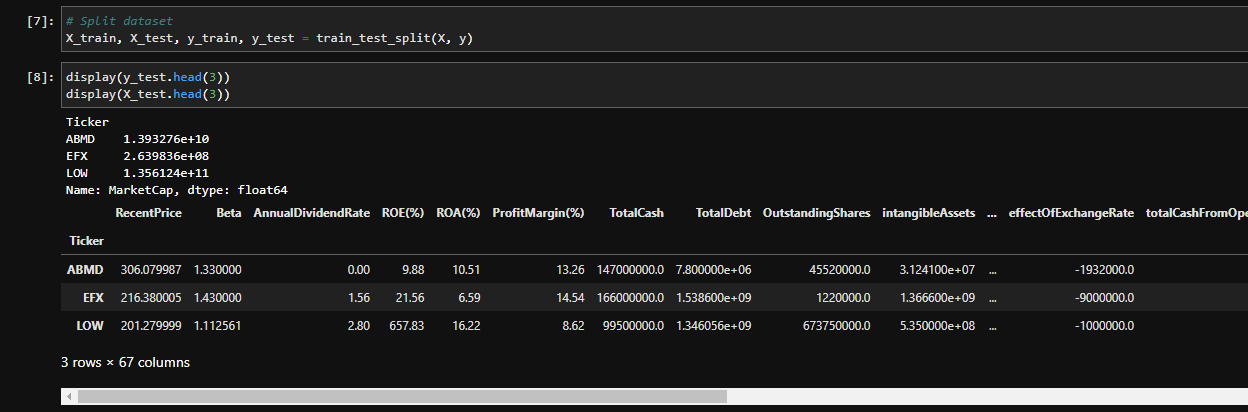 [7]: # Split dataset
X_train, X_test, y_train, y_test = train_test_split(X, y)
[8]: display(y_test.head(3))
display(X_test.head(3))
Ticker
ABMD 1.393276e+10
EFX 2.639836e+08
LOW 1.356124e+11
Name: MarketCap, dtype: float64
RecentPrice Beta AnnualDividendRate ROE(%) ROA(%) ProfitMargin(%) TotalCash TotalDebt OutstandingShares intangibleAssets ... effectOfExchangeRate totalCashFromOpe
Ticker
ABMD 306.079987 1.330000 0.00 9.88 10.51 13.26 147000000.0 7.800000e+06 45520000.0 3.124100e+07 ... -1932000.0
EFX 216.380005 1.430000 1.56 21.56 6.59 14.54 166000000.0 1.538600e+09 1220000.0 1.366600e+09 ... -9000000.0
LOW 201.279999 1.112561 2.80 657.83 16.22 8.62 99500000.0 1.346056e+09 673750000.0 5.350000e+08 ... -1000000.0
3 rows × 67 columns